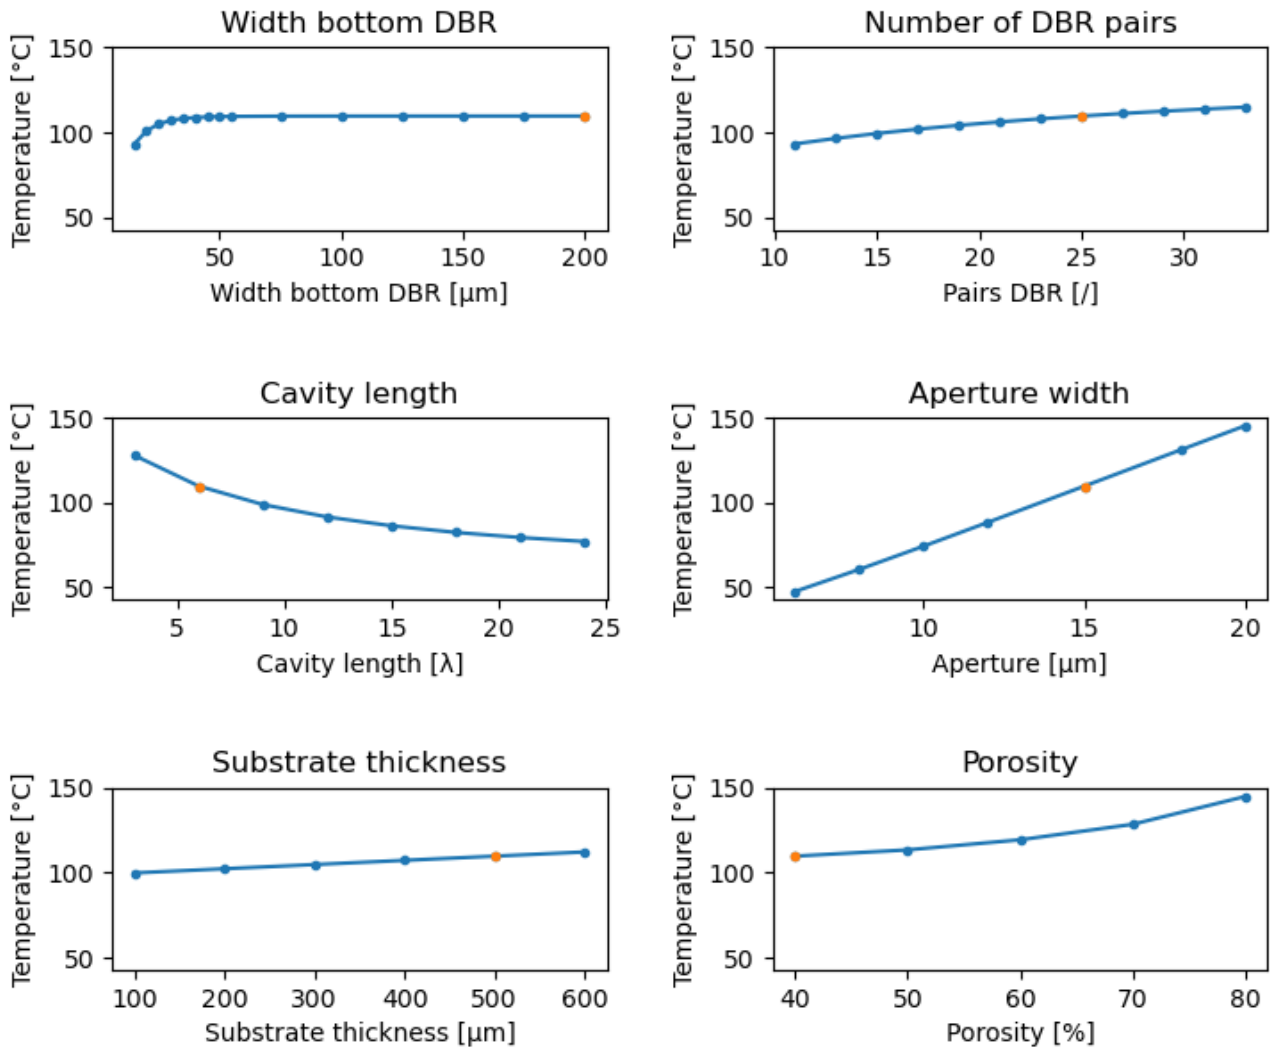 Width bottom DBR
Temperature [°C]
150
100
50
50
100
150
200
Width bottom DBR [µm]
Number of DBR pairs
Temperature [°C]
150
100
50
10
15
20
25
30
Pairs DBR [/]
Cavity length
Temperature [°C]
150
100
50
5
10
15
20
25
Cavity length [λ]
Aperture width
Temperature [°C]
150
100
50
10
15
20
Aperture [µm]
Substrate thickness
Temperature [°C]
150
100
50
100
200
300
400
500
600
Substrate thickness [µm]
Porosity
Temperature [°C]
150
100
50
40
50
60
70
80
Porosity [%]